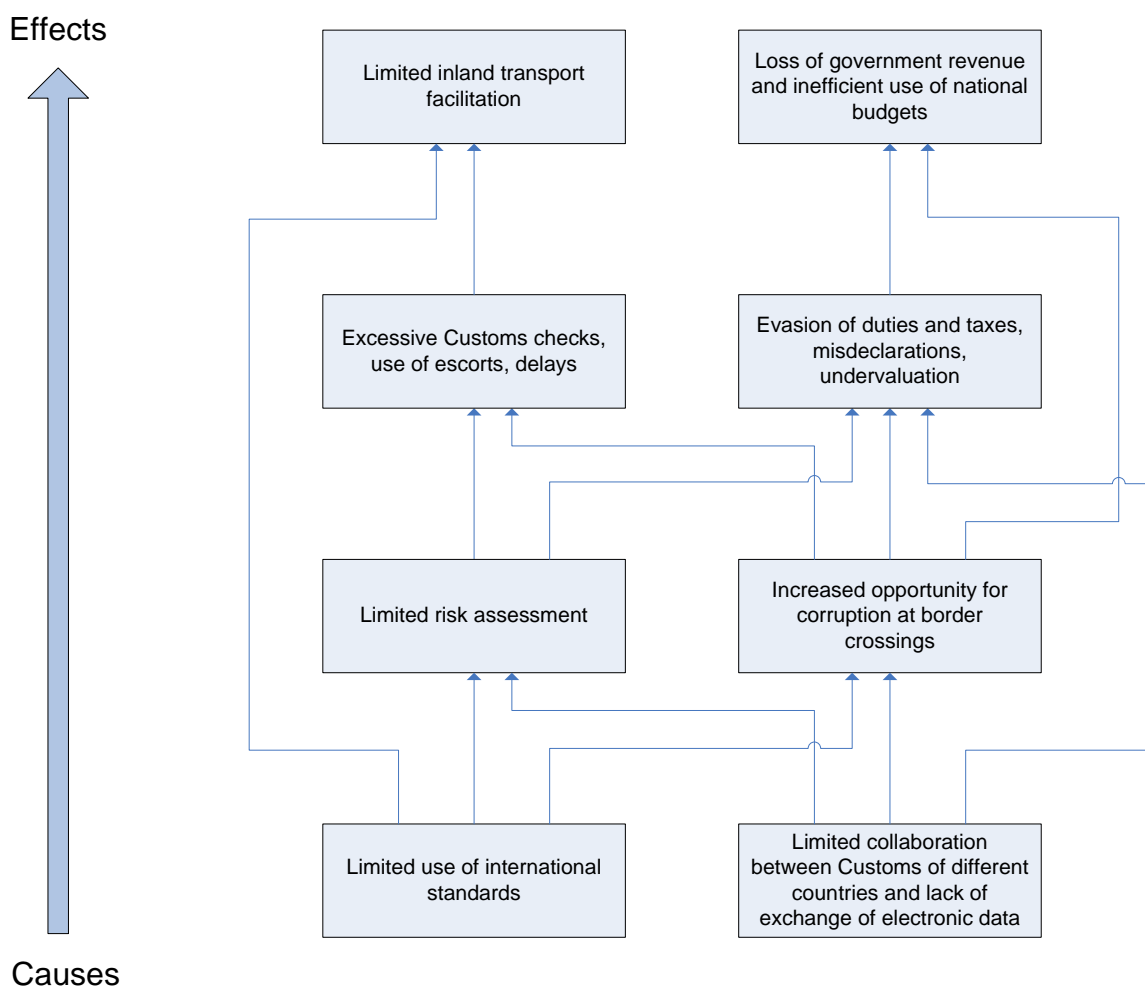 Effects
Limited inland transport
facilitation
Loss of government revenue
and inefficient use of national
budgets
Excessive Customs checks,
use of escorts, delays
Evasion of duties and taxes,
misdeclarations,
undervaluation
Limited risk assessment
Increased opportunity for
corruption at border
crossings
Limited use of international
standards
Limited collaboration
between Customs of different
countries and lack of
exchange of electronic data
Causes